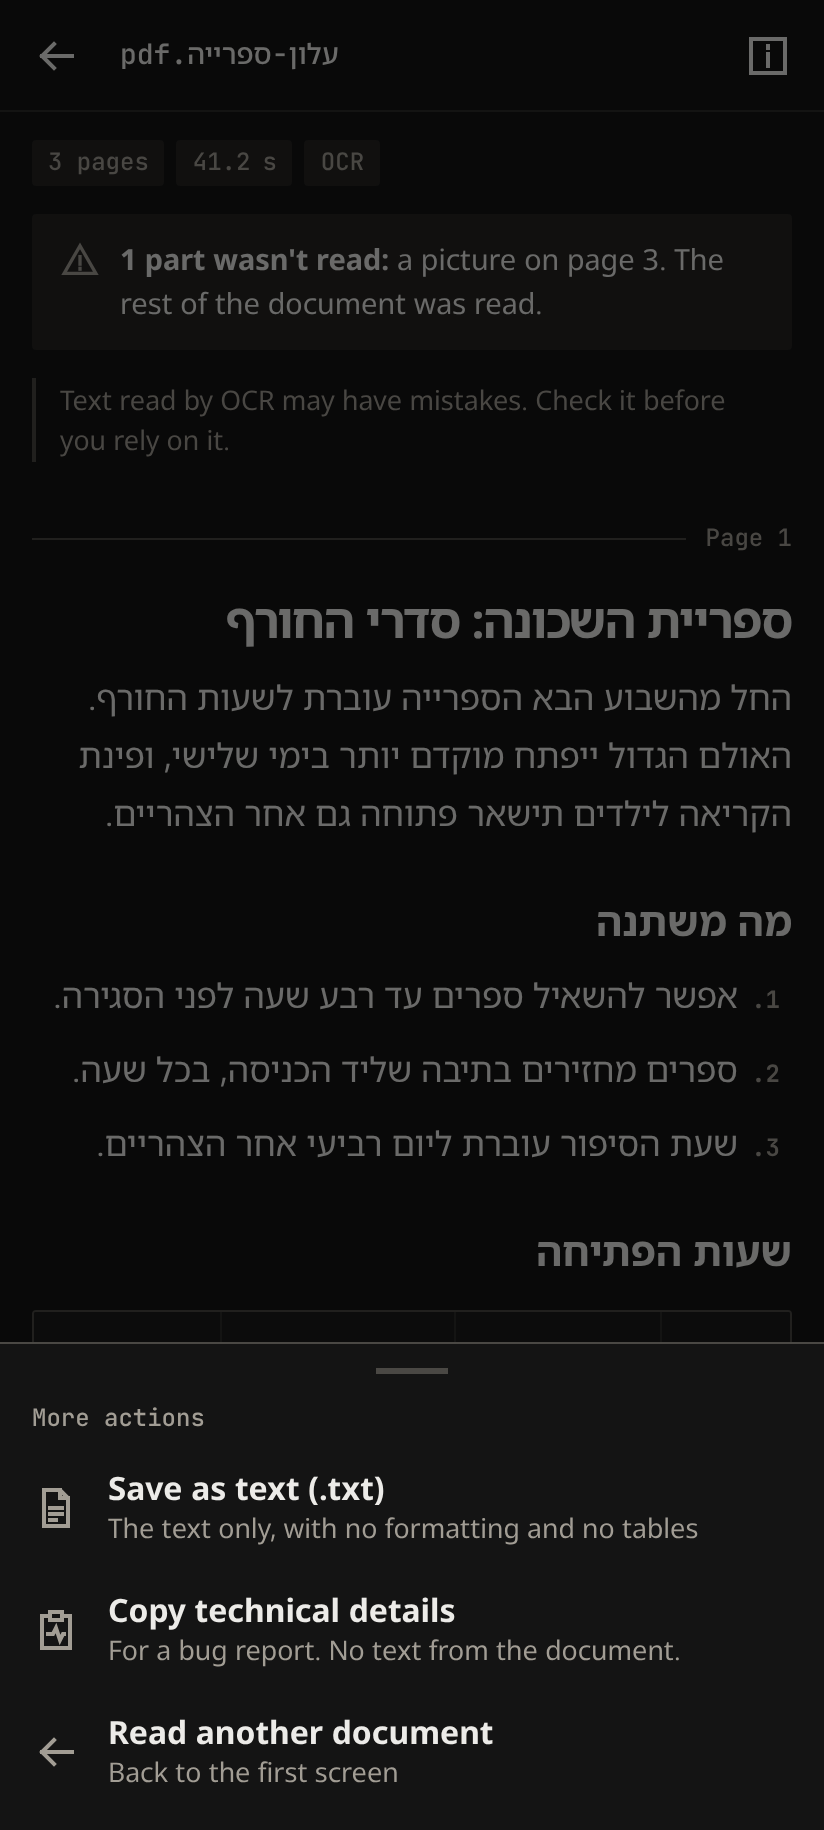 עלון-ספרייה.pdf
3 pages
41.2 s
OCR
1 part wasn't read: a picture on page 3. The
rest of the document was read.
Text read by OCR may have mistakes. Check it before
you rely on it.
Page 1
ספריית השכונה: סדרי החורף
החל מהשבוע הבא הספרייה עוברת לשעות החורף.
האולם הגדול ייפתח מוקדם יותר בימי שלישי, ופינת
הקריאה לילדים תישאר פתוחה גם אחר הצהריים.
מה משתנה
1. אפשר להשאיל ספרים עד רבע שעה לפני הסגירה.
2. ספרים מחזירים בתיבה שליד הכניסה, בכל שעה.
3. שעת הסיפור עוברת ליום רביעי אחר הצהריים.
שעות הפתיחה
More actions
Save as text (.txt)
The text only, with no formatting and no tables
Copy technical details
For a bug report. No text from the document.
Read another document
Back to the first screen